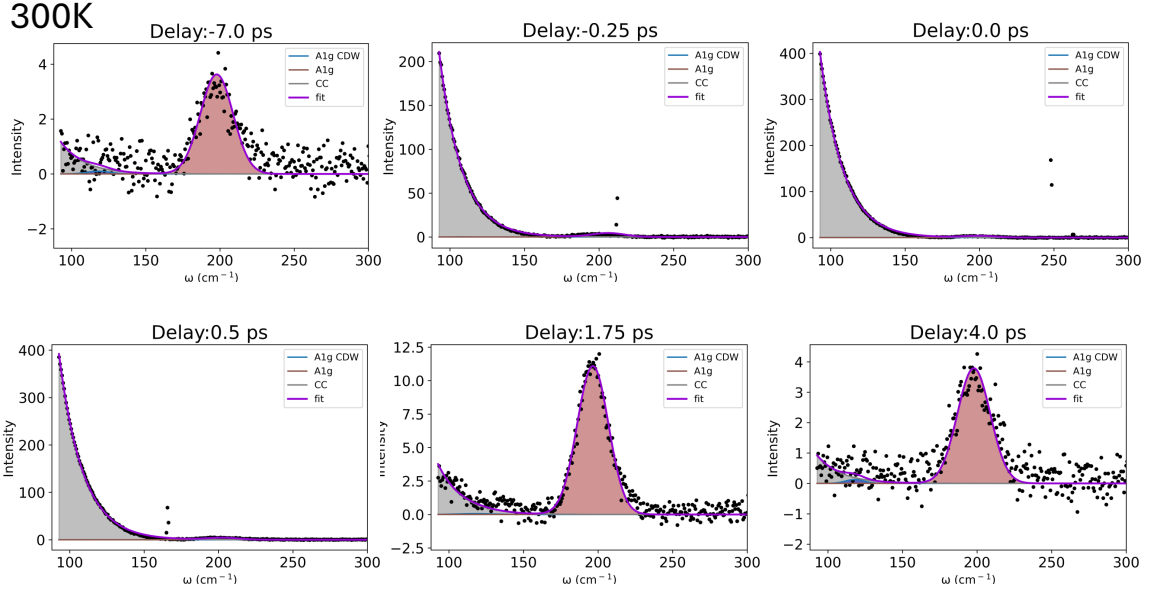 300K
Delay:-7.0 ps
Intensity
4
2
0
−2
100
150
200
250
300
ω (cm⁻¹)
A1g CDW
A1g
CC
fit
Delay:-0.25 ps
Intensity
200
150
100
50
0
100
150
200
250
300
ω (cm⁻¹)
A1g CDW
A1g
CC
fit
Delay:0.0 ps
Intensity
400
300
200
100
0
100
150
200
250
300
ω (cm⁻¹)
A1g CDW
A1g
CC
fit
Delay:0.5 ps
Intensity
400
300
200
100
0
100
150
200
250
300
ω (cm⁻¹)
A1g CDW
A1g
CC
fit
Delay:1.75 ps
Intensity
12.5
10.0
7.5
5.0
2.5
0.0
−2.5
100
150
200
250
300
ω (cm⁻¹)
A1g CDW
A1g
CC
fit
Delay:4.0 ps
Intensity
4
3
2
1
0
−1
−2
100
150
200
250
300
ω (cm⁻¹)
A1g CDW
A1g
CC
fit